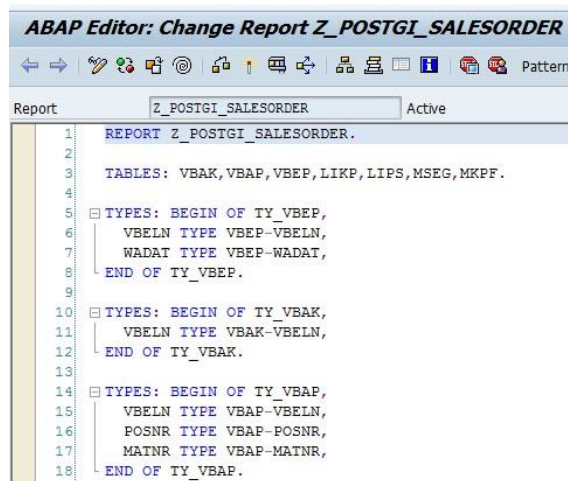 ABAP Editor: Change Report Z_POSTGI_SALESORDER
Pattern
Report Z_POSTGI_SALESORDER Active
1 REPORT Z_POSTGI_SALESORDER.
2
3 TABLES: VBAK,VBAP,VBEP,LIKP,LIPS,MSEG,MKPF.
4
5 TYPES: BEGIN OF TY_VBEP,
6 VBELN TYPE VBEP-VBELN,
7 WADAT TYPE VBEP-WADAT,
8 END OF TY_VBEP.
9
10 TYPES: BEGIN OF TY_VBAK,
11 VBELN TYPE VBAK-VBELN,
12 END OF TY_VBAK.
13
14 TYPES: BEGIN OF TY_VBAP,
15 VBELN TYPE VBAP-VBELN,
16 POSNR TYPE VBAP-POSNR,
17 MATNR TYPE VBAP-MATNR,
18 END OF TY_VBAP.